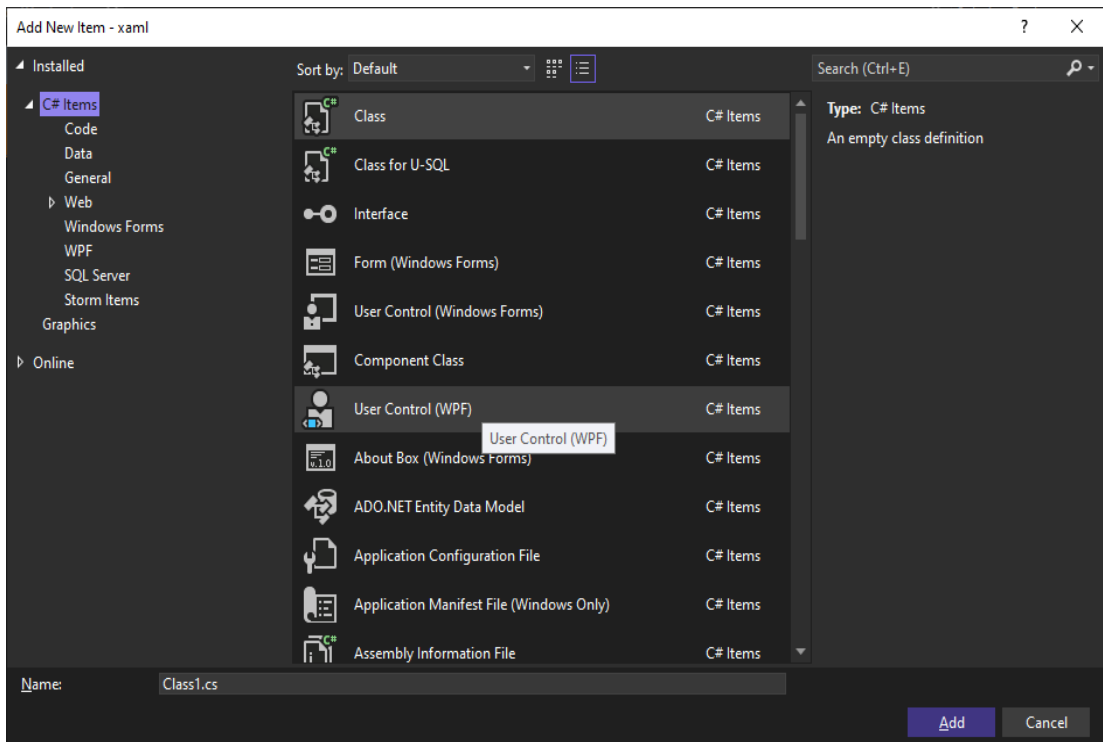 Add New Item - xaml
?
Installed
Sort by: Default
Search (Ctrl+E)
C# Items
Code
Data
General
Web
Windows Forms
WPF
SQL Server
Storm Items
Graphics
Online
C#
Class C# Items
C#
Class for U-SQL C# Items
Interface C# Items
Form (Windows Forms) C# Items
User Control (Windows Forms) C# Items
Component Class C# Items
User Control (WPF) C# Items
User Control (WPF)
v.1.0
About Box (Windows Forms) C# Items
ADO.NET Entity Data Model C# Items
Application Configuration File C# Items
Application Manifest File (Windows Only) C# Items
C#
Assembly Information File C# Items
Type: C# Items
An empty class definition
Name: Class1.cs
Add Cancel